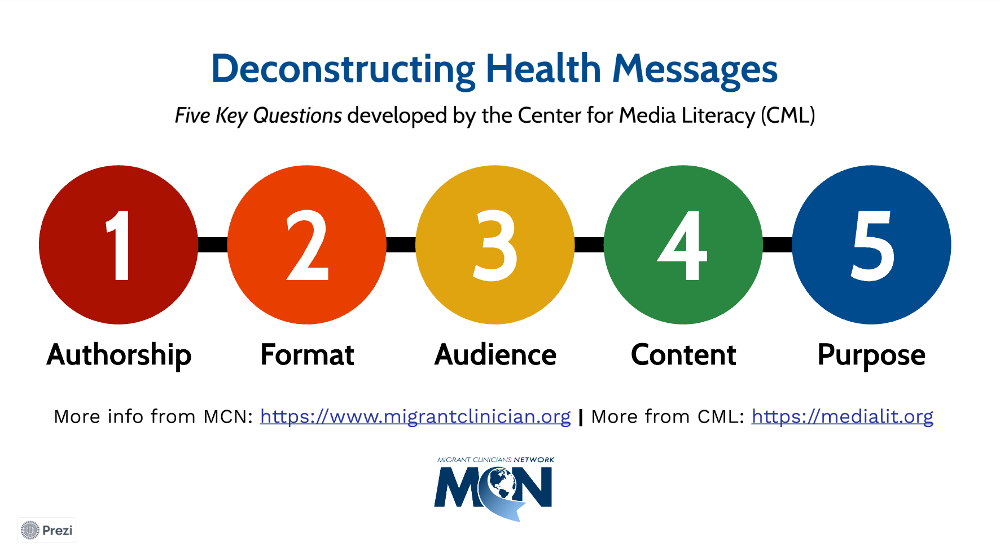 Deconstructing Health Messages
Five Key Questions developed by the Center for Media Literacy (CML)
1
2
3
4
5
Authorship
Format
Audience
Content
Purpose
More info from MCN: https://www.migrantclinician.org | More from CML: https://medialit.org
MIGRANT CLINICIANS NETWORK
MCN
Prezi